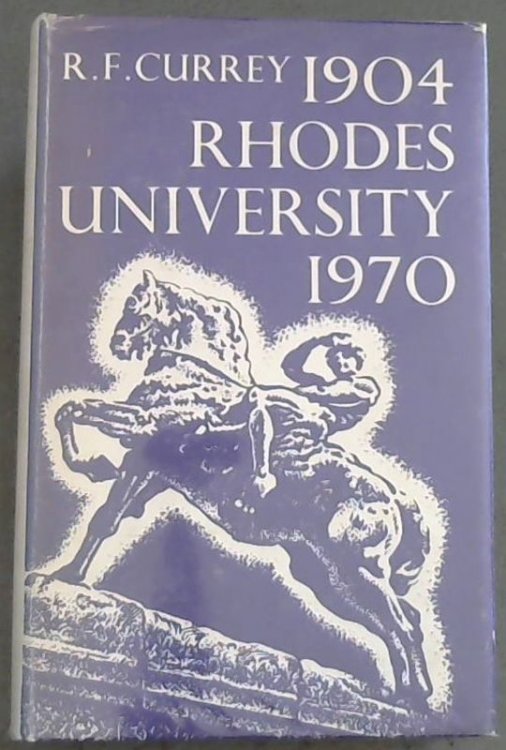 R.F. CURREY 1904
RHODES
UNIVERSITY
1970